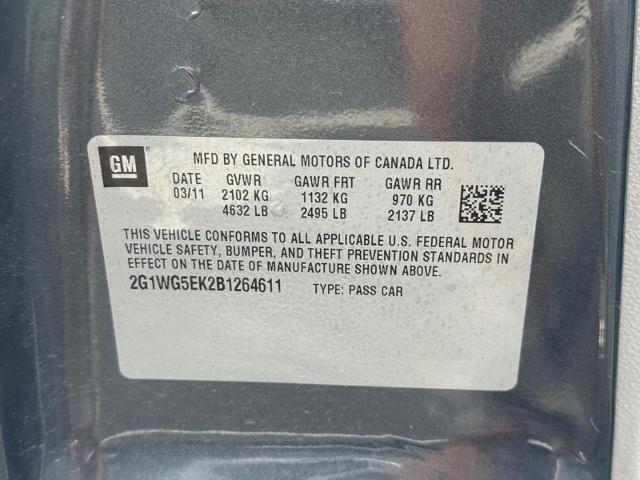 GM
MFD BY GENERAL MOTORS OF CANADA LTD.
DATE GVWR GAWR FRT GAWR RR
03/11 2102 KG 1132 KG 970 KG
4632 LB 2495 LB 2137 LB
THIS VEHICLE CONFORMS TO ALL APPLICABLE U.S. FEDERAL MOTOR
VEHICLE SAFETY, BUMPER, AND THEFT PREVENTION STANDARDS IN
EFFECT ON THE DATE OF MANUFACTURE SHOWN ABOVE.
2G1WG5EK2B1264611 TYPE: PASS CAR